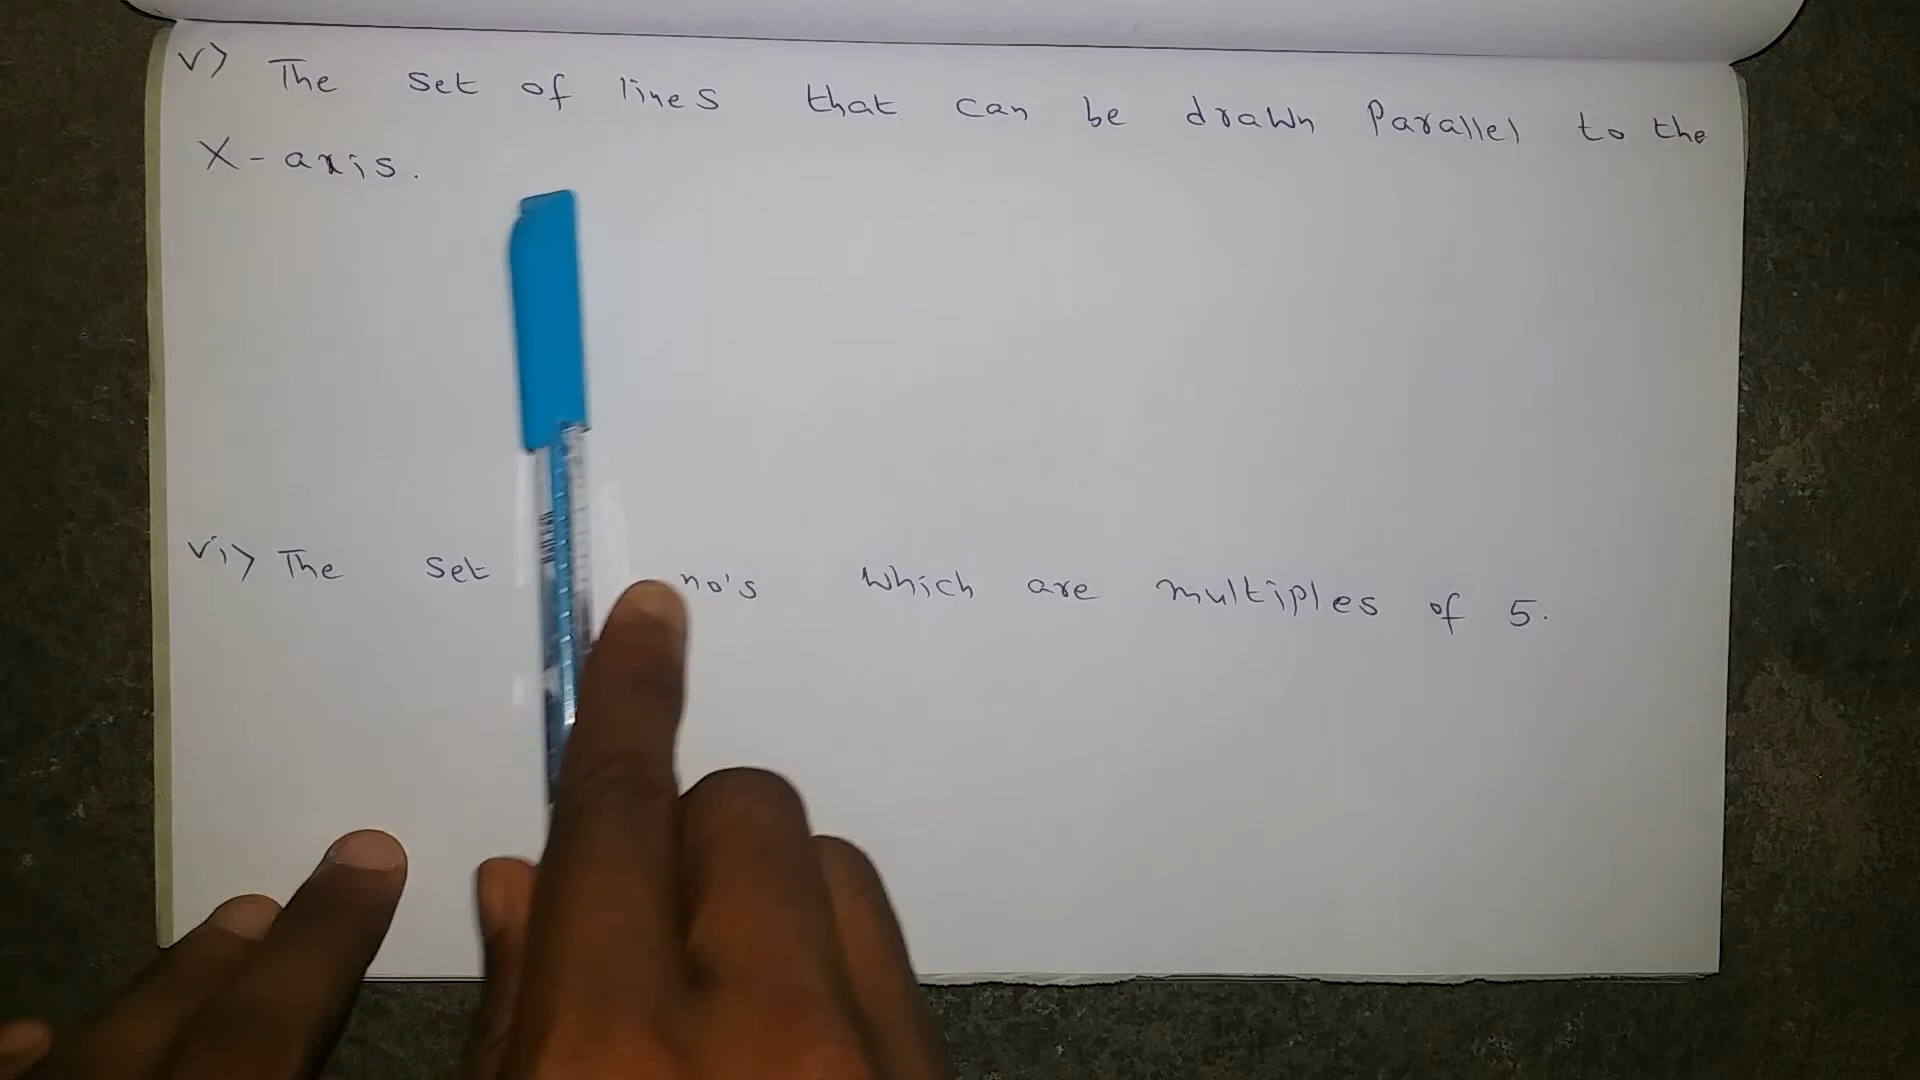 v) The set of lines that can be drawn parallel to the
X-axis.
vi) The set no's which are multiples of 5.